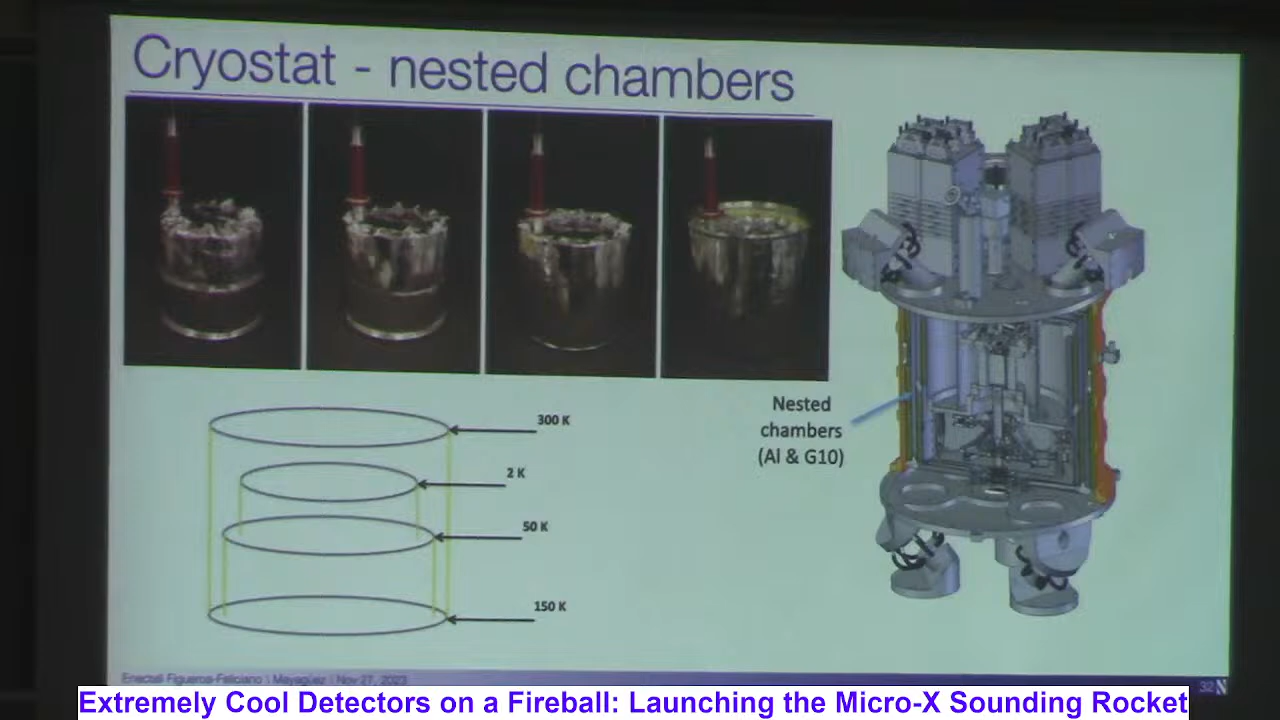 Cryostat - nested chambers
300 K
2 K
50 K
150 K
Nested
chambers
(Al & G10)
Enectali Figueroa-Feliciano | Mayagüez | Nov 27, 2023
32 N
Extremely Cool Detectors on a Fireball: Launching the Micro-X Sounding Rocket